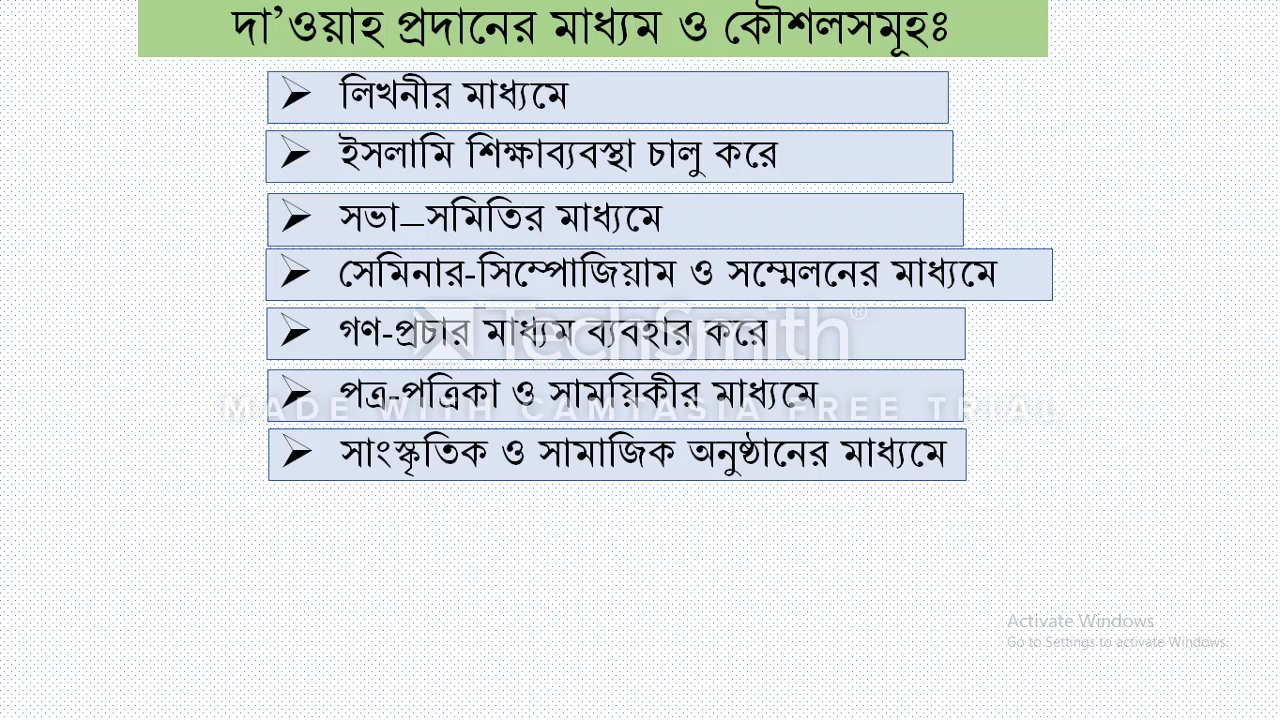 দা’ওয়াহ প্রদানের মাধ্যম ও কৌশলসমূহঃ
লিখনীর মাধ্যমে
ইসলামি শিক্ষাব্যবস্থা চালু করে
সভা–সমিতির মাধ্যমে
সেমিনার-সিম্পোজিয়াম ও সম্মেলনের মাধ্যমে
গণ-প্রচার মাধ্যম ব্যবহার করে
TechSmith®
পত্র-পত্রিকা ও সাময়িকীর মাধ্যমে
MADE WITH CAMTASIA FREE TRIAL
সাংস্কৃতিক ও সামাজিক অনুষ্ঠানের মাধ্যমে
Activate Windows
Go to Settings to activate Windows.